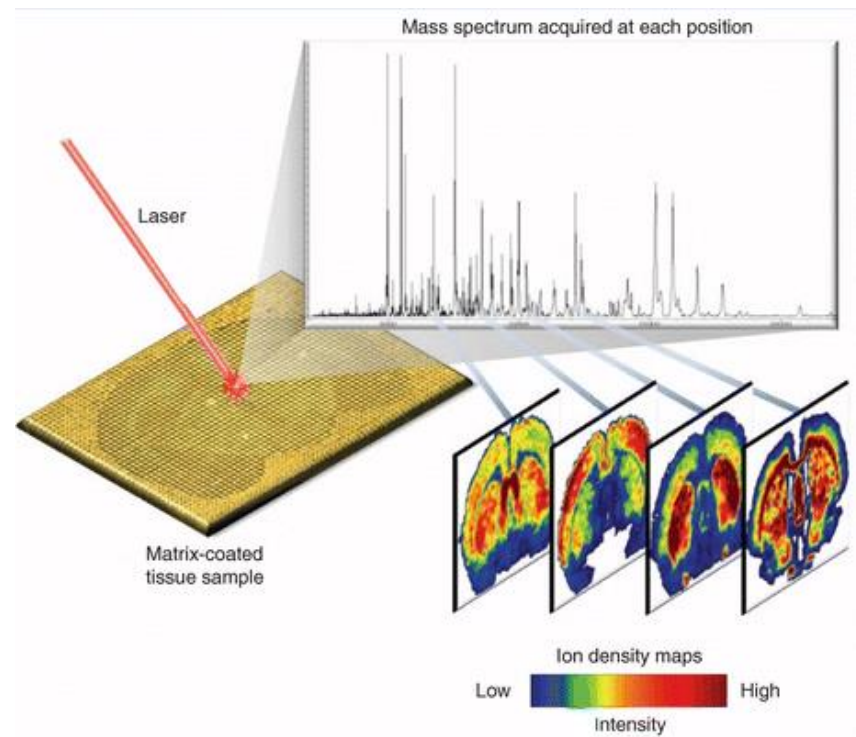 Mass spectrum acquired at each position
Laser
Matrix-coated
tissue sample
Ion density maps
Low
High
Intensity